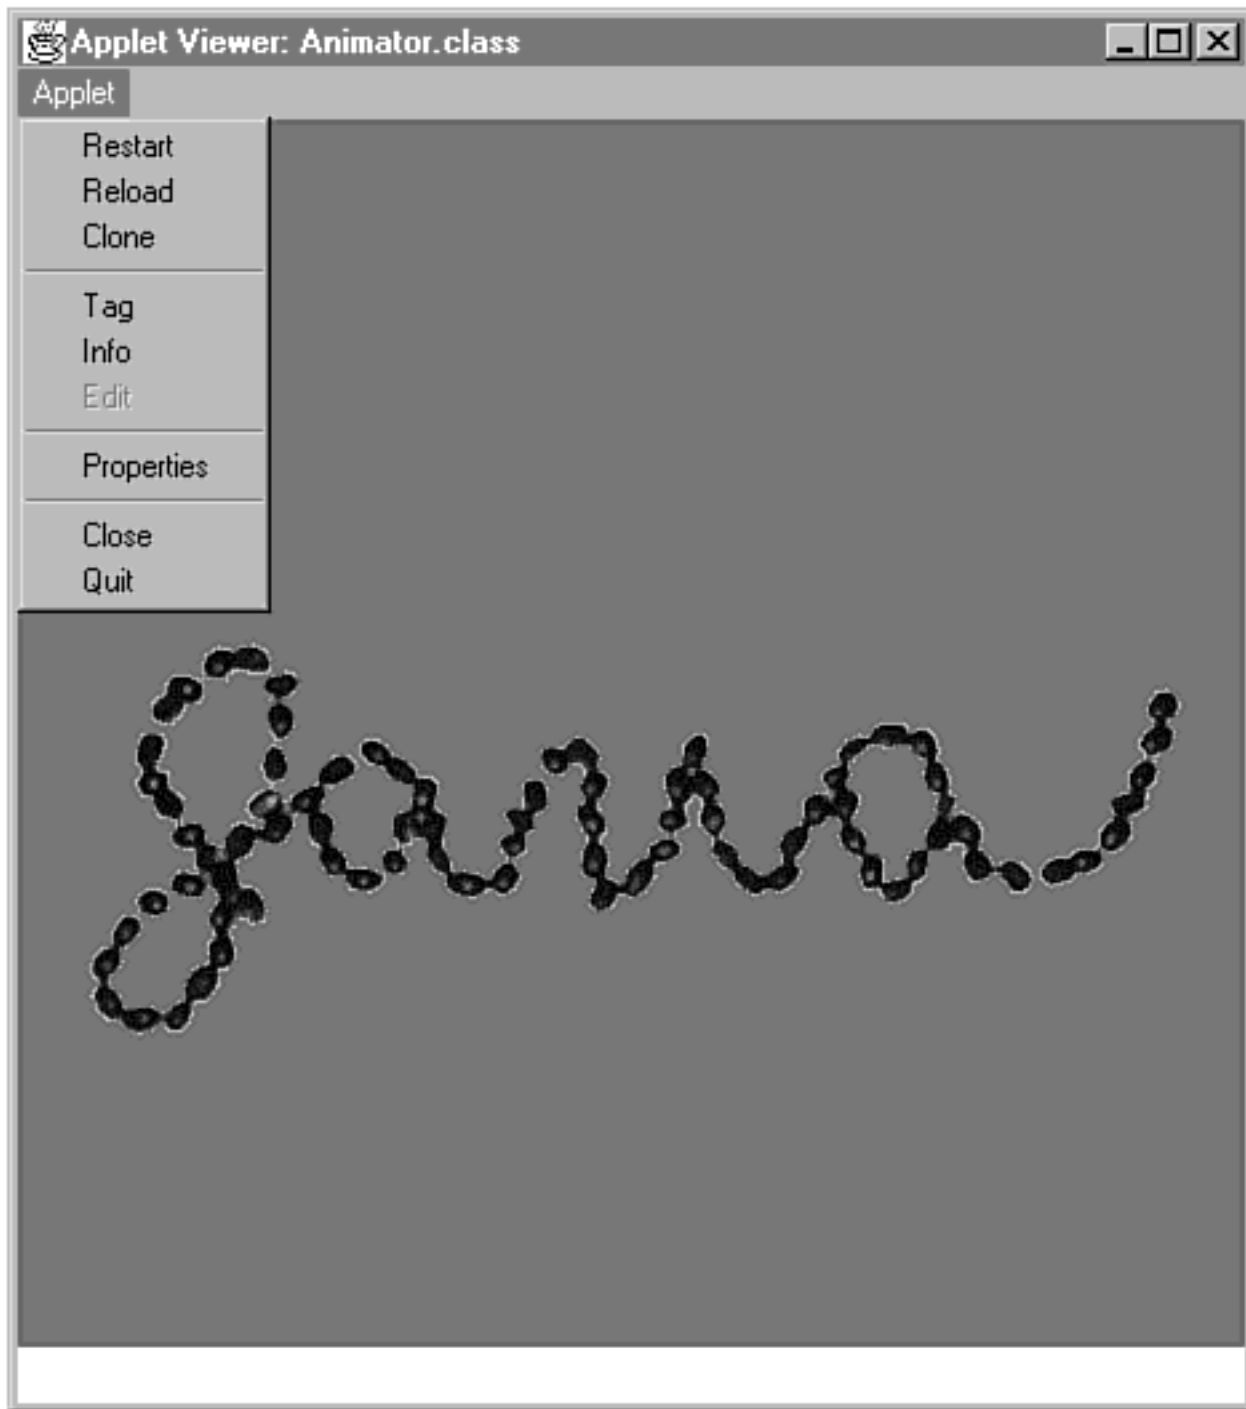 Applet Viewer: Animator.class
Applet
Restart
Reload
Clone
Tag
Info
Edit
Properties
Close
Quit
Java